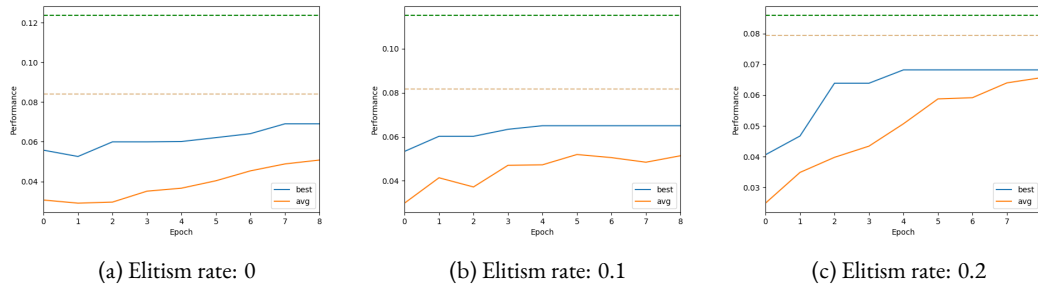 0.12
0.10
0.08
0.06
0.04
Performance
0 1 2 3 4 5 6 7 8
Epoch
best
avg
(a) Elitism rate: 0
0.10
0.08
0.06
0.04
Performance
0 1 2 3 4 5 6 7 8
Epoch
best
avg
(b) Elitism rate: 0.1
0.08
0.07
0.06
0.05
0.04
0.03
Performance
0 1 2 3 4 5 6 7
Epoch
best
avg
(c) Elitism rate: 0.2